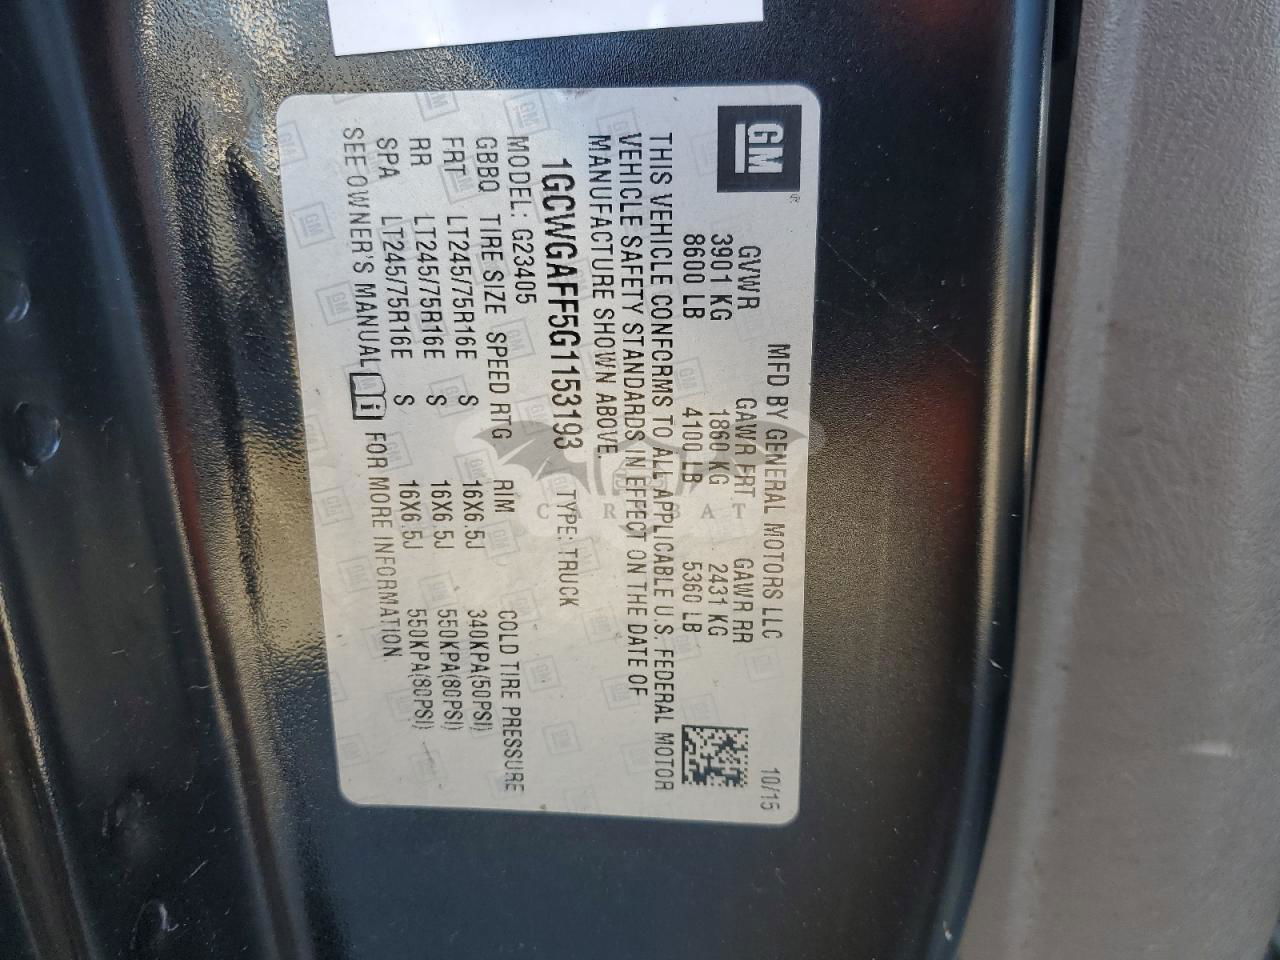 GM
MFD BY GENERAL MOTORS LLC 10/15
GVWR GAWR FRT GAWR RR
3901 KG 1860 KG 2431 KG
8600 LB 4100 LB 5360 LB
THIS VEHICLE CONFORMS TO ALL APPLICABLE U.S. FEDERAL MOTOR
VEHICLE SAFETY STANDARDS IN EFFECT ON THE DATE OF
MANUFACTURE SHOWN ABOVE.
1GCWGAFF5G1153193 TYPE: TRUCK
MODEL: G23405
GBBQ TIRE SIZE SPEED RTG RIM COLD TIRE PRESSURE
FRT LT245/75R16E S 16X6.5J 340KPA(50PSI)
RR LT245/75R16E S 16X6.5J 550KPA(80PSI)
SPA LT245/75R16E S 16X6.5J 550KPA(80PSI)
SEE OWNER'S MANUAL FOR MORE INFORMATION.